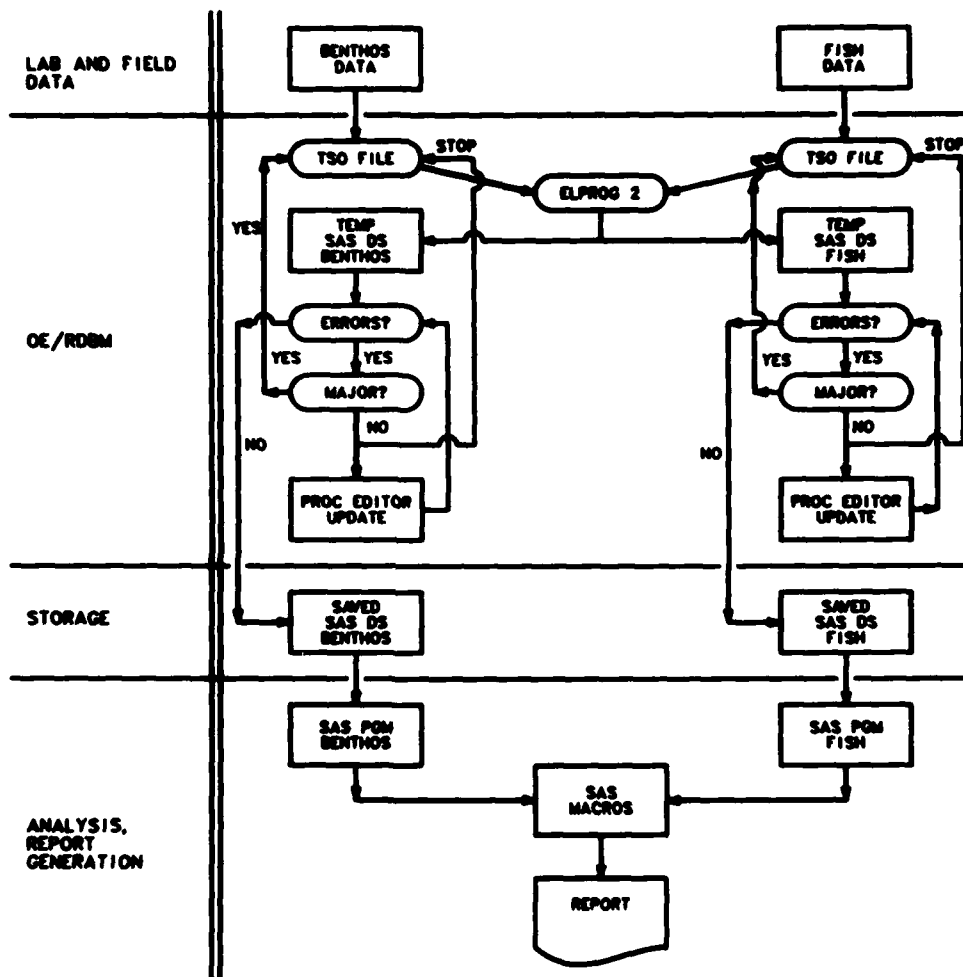 LAB AND FIELD
DATA
BENTHOS
DATA
FISH
DATA
OE/RDBM
TSO FILE
STOP
TSO FILE
STOP
ELPROG 2
YES
TEMP
SAS DS
BENTHOS
TEMP
SAS DS
FISH
ERRORS?
ERRORS?
YES
YES
YES
YES
MAJOR?
MAJOR?
NO
NO
NO
NO
PROC EDITOR
UPDATE
PROC EDITOR
UPDATE
STORAGE
SAVED
SAS DS
BENTHOS
SAVED
SAS DS
FISH
ANALYSIS,
REPORT
GENERATION
SAS PGM
BENTHOS
SAS PGM
FISH
SAS
MACROS
REPORT